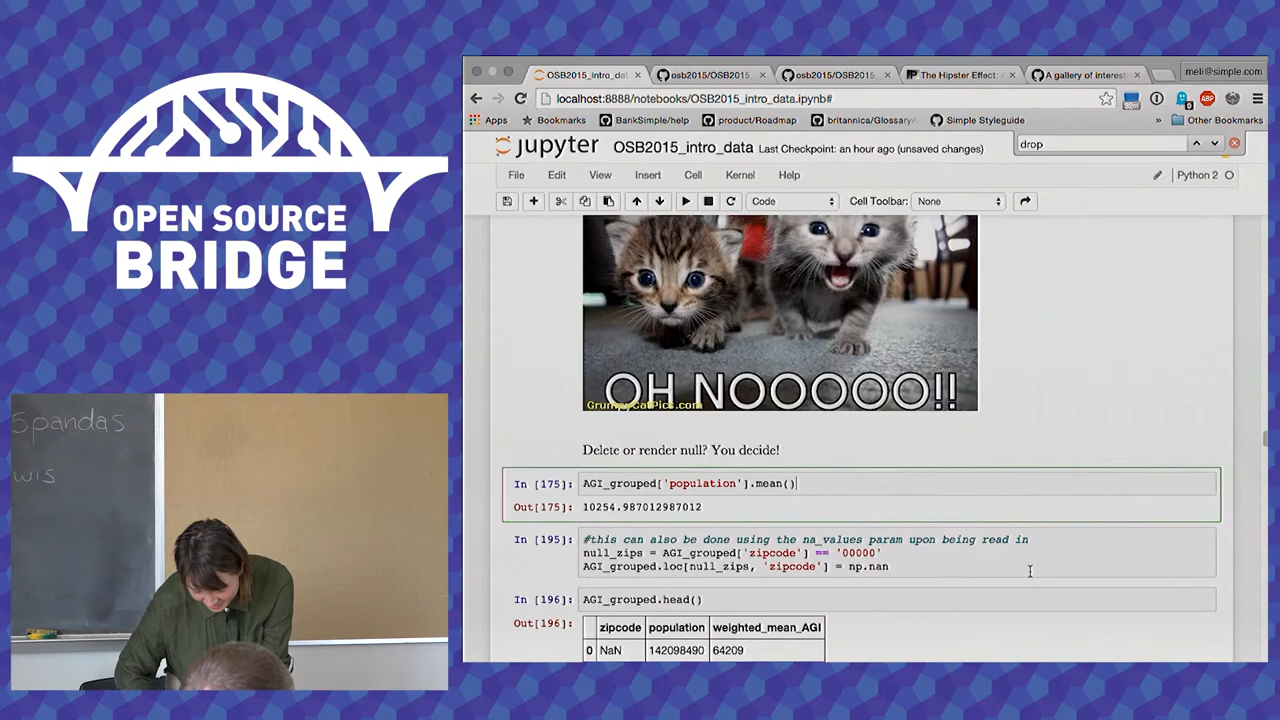 OPEN SOURCE
BRIDGE
5pandas
wis
OSB2015_intro_dat
osb2015/OSB2015_
osb2015/OSB2015_
The Hipster Effect: A
A gallery of interest
meli@simple.com
localhost:8888/notebooks/OSB2015_intro_data.ipynb#
Apps
Bookmarks
BankSimple/help
product/Roadmap
britannica/Glossary
Simple Styleguide
»
Other Bookmarks
jupyter OSB2015_intro_data Last Checkpoint: an hour ago (unsaved changes)
drop
File Edit View Insert Cell Kernel Help
Python 2
Code
Cell Toolbar: None
OH NOOOOO!!
GrumpyCatPics.com
Delete or render null? You decide!
In [175]: AGI_grouped['population'].mean()
Out[175]: 10254.987012987012
In [195]: #this can also be done using the na_values param upon being read in
null_zips = AGI_grouped['zipcode'] == '00000'
AGI_grouped.loc[null_zips, 'zipcode'] = np.nan
In [196]: AGI_grouped.head()
Out[196]:
zipcode population weighted_mean_AGI
0 NaN 142098490 64209